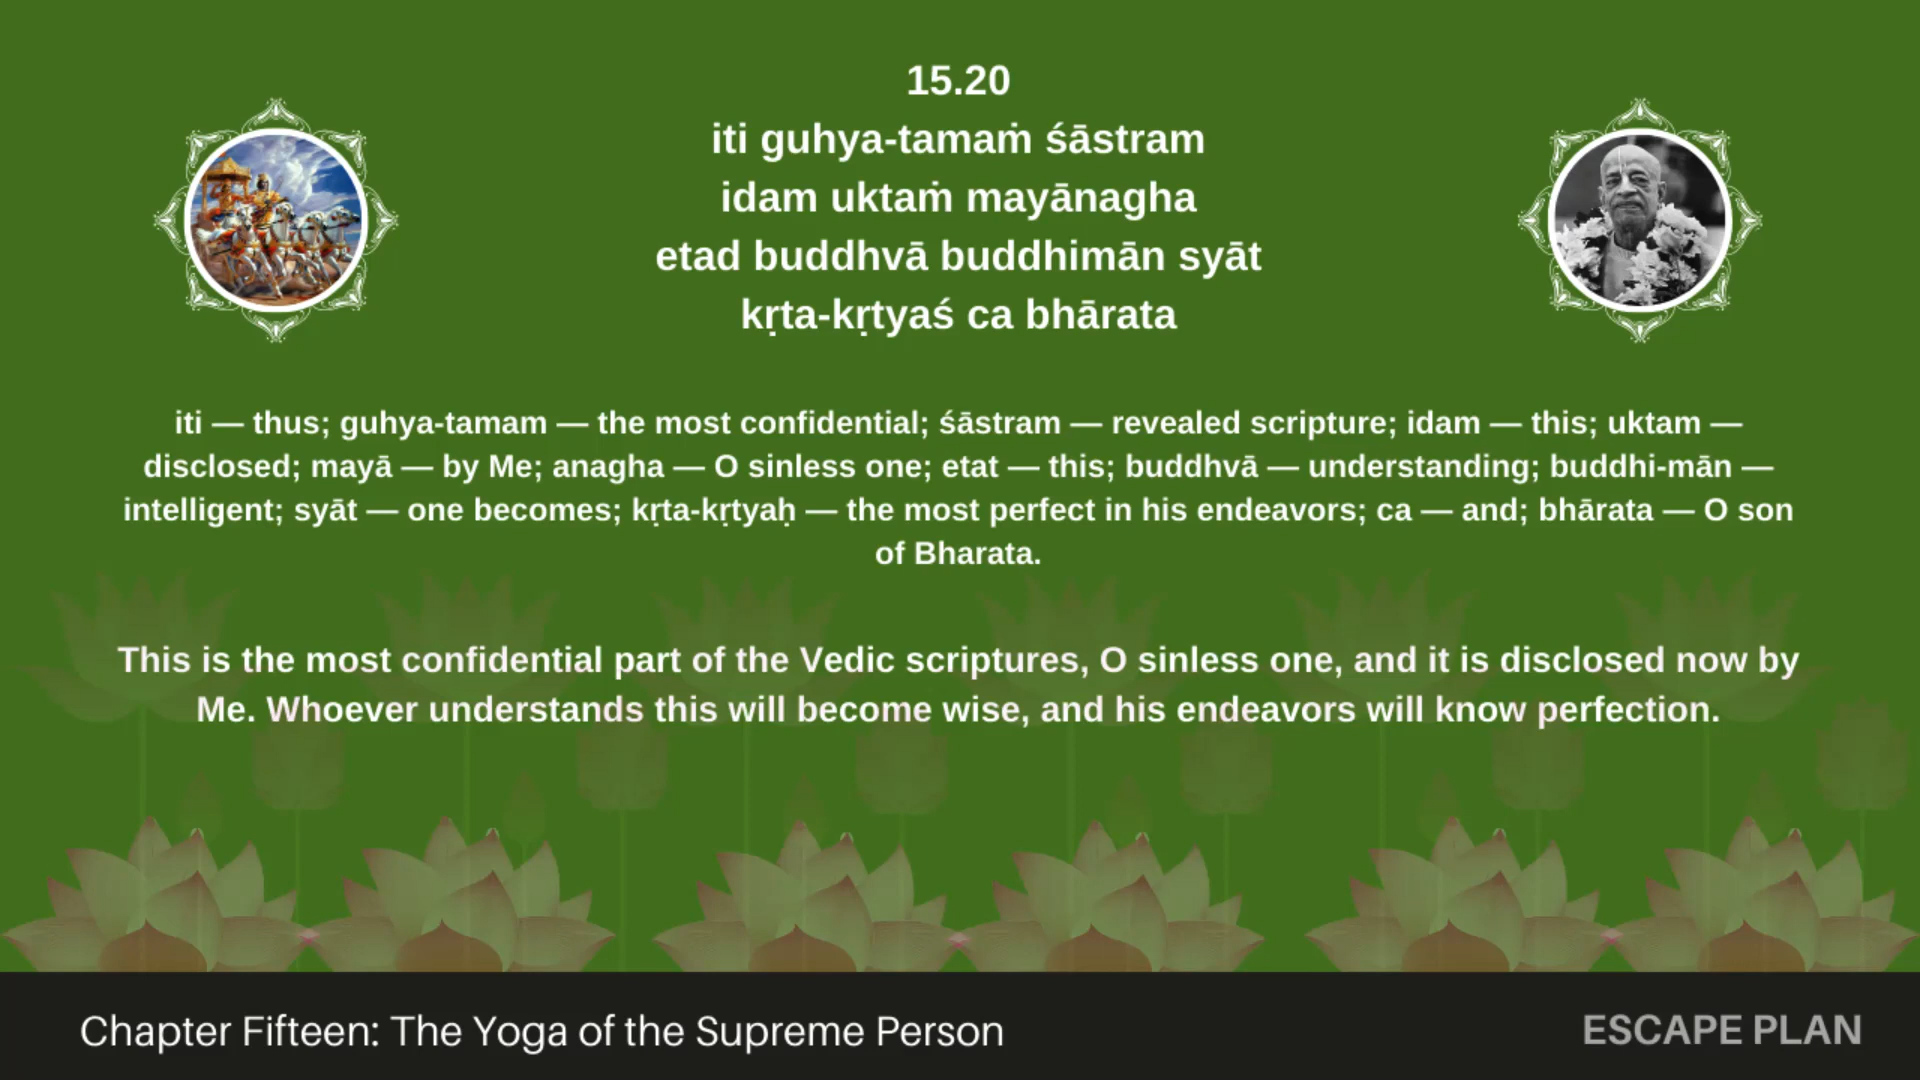 15.20
iti guhya-tamaṁ śāstram
idam uktaṁ mayānagha
etad buddhvā buddhimān syāt
kṛta-kṛtyaś ca bhārata
iti — thus; guhya-tamam — the most confidential; śāstram — revealed scripture; idam — this; uktam —
disclosed; mayā — by Me; anagha — O sinless one; etat — this; buddhvā — understanding; buddhi-mān —
intelligent; syāt — one becomes; kṛta-kṛtyaḥ — the most perfect in his endeavors; ca — and; bhārata — O son
of Bharata.
This is the most confidential part of the Vedic scriptures, O sinless one, and it is disclosed now by
Me. Whoever understands this will become wise, and his endeavors will know perfection.
Chapter Fifteen: The Yoga of the Supreme Person
ESCAPE PLAN